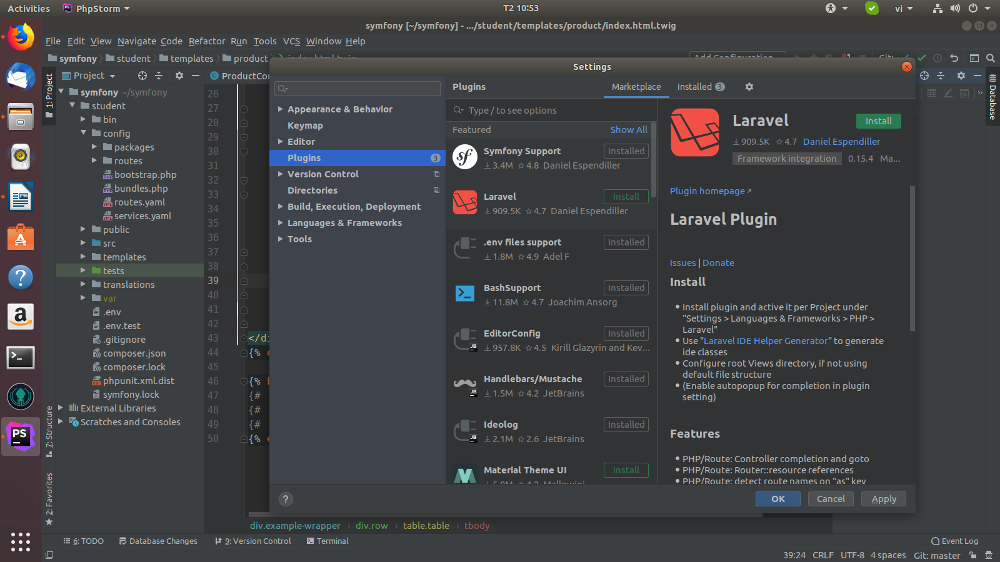 Activities
PhpStorm
T2 10:53
vi
symfony [~/symfony] - .../student/templates/product/index.html.twig
File Edit View Navigate Code Refactor Run Tools VCS Window Help
symfony student templates product
Project
ProductCon
1: Project
Database
symfony ~/symfony
student
bin
config
packages
routes
bootstrap.php
bundles.php
routes.yaml
services.yaml
public
src
templates
tests
translations
var
.env
.env.test
.gitignore
composer.json
composer.lock
phpunit.xml.dist
symfony.lock
External Libraries
Scratches and Consoles
7: Structure
2: Favorites
26
27
28
29
30
31
32
33
34
35
36
37
38
39
40
41
42
43 </di
44 {% e
45
46 {% b
47 {#
48 {#
49 {#
50 {% e
Settings
Appearance & Behavior
Keymap
Editor
Plugins 3
Version Control
Directories
Build, Execution, Deployment
Languages & Frameworks
Tools
Plugins
Marketplace
Installed 3
Type / to see options
Featured Show All
Symfony Support Installed
3.4M 4.8 Daniel Espendiller
Laravel Install
909.5K 4.7 Daniel Espendiller
.env files support Installed
1.8M 4.9 Adel F
BashSupport Installed
11.8M 4.7 Joachim Ansorg
EditorConfig Installed
957.8K 4.5 Kirill Glazyrin and Kev...
Handlebars/Mustache Installed
1.5M 4.2 JetBrains
Ideolog Installed
2.1M 2.6 JetBrains
Material Theme UI Install
Laravel Install
909.5K 4.7 Daniel Espendiller
Framework integration 0.15.4 Ma...
Plugin homepage
Laravel Plugin
Issues | Donate
Install
• Install plugin and active it per Project under
"Settings > Languages & Frameworks > PHP >
Laravel"
• Use "Laravel IDE Helper Generator" to generate
ide classes
• Configure root Views directory, if not using
default file structure
• (Enable autopopup for completion in plugin
setting)
Features
• PHP/Route: Controller completion and goto
• PHP/Route: Router::resource references
• PHP/Route: detect route names on "as" key
?
OK
Cancel
Apply
div.example-wrapper › div.row › table.table › tbody
6: TODO
Database Changes
9: Version Control
Terminal
Event Log
39:24 CRLF UTF-8 4 spaces Git: master